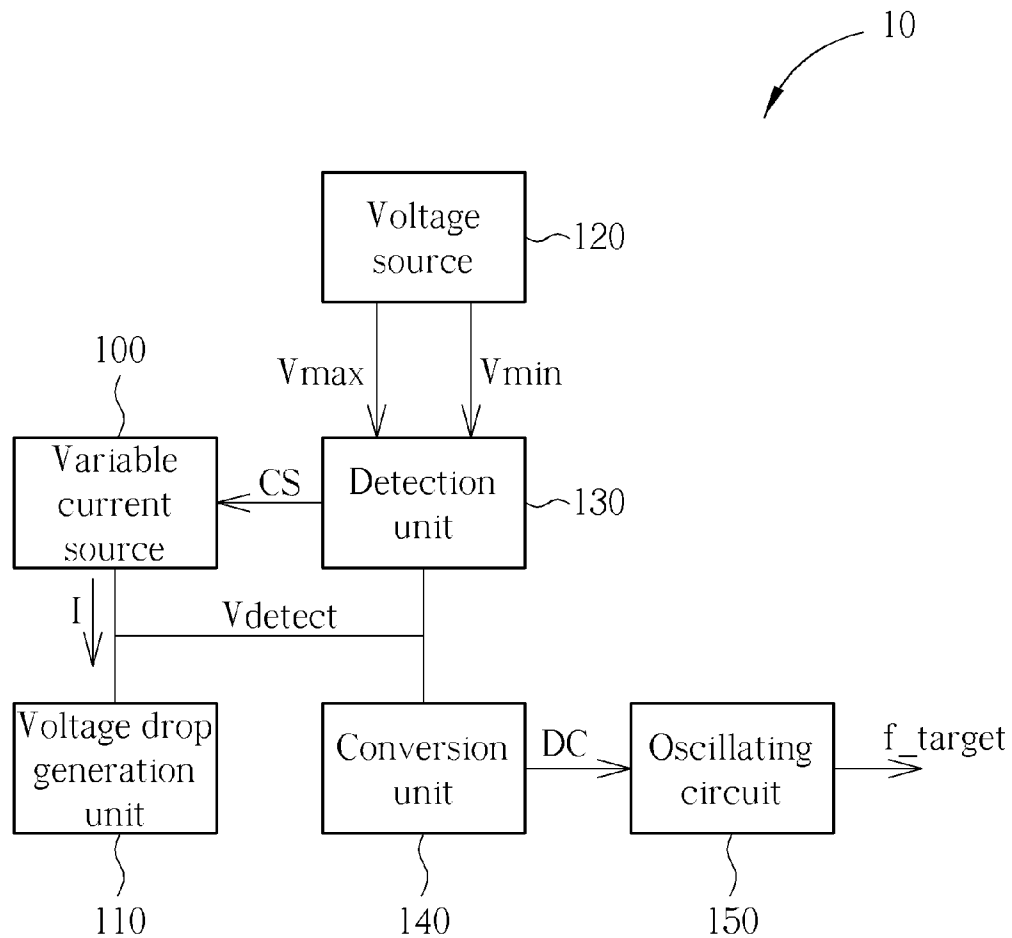 10
Voltage
source
120
100
Vmax
Vmin
Variable
current
source
CS
Detection
unit
130
I
Vdetect
Voltage drop
generation
unit
Conversion
unit
DC
Oscillating
circuit
f_target
110
140
150